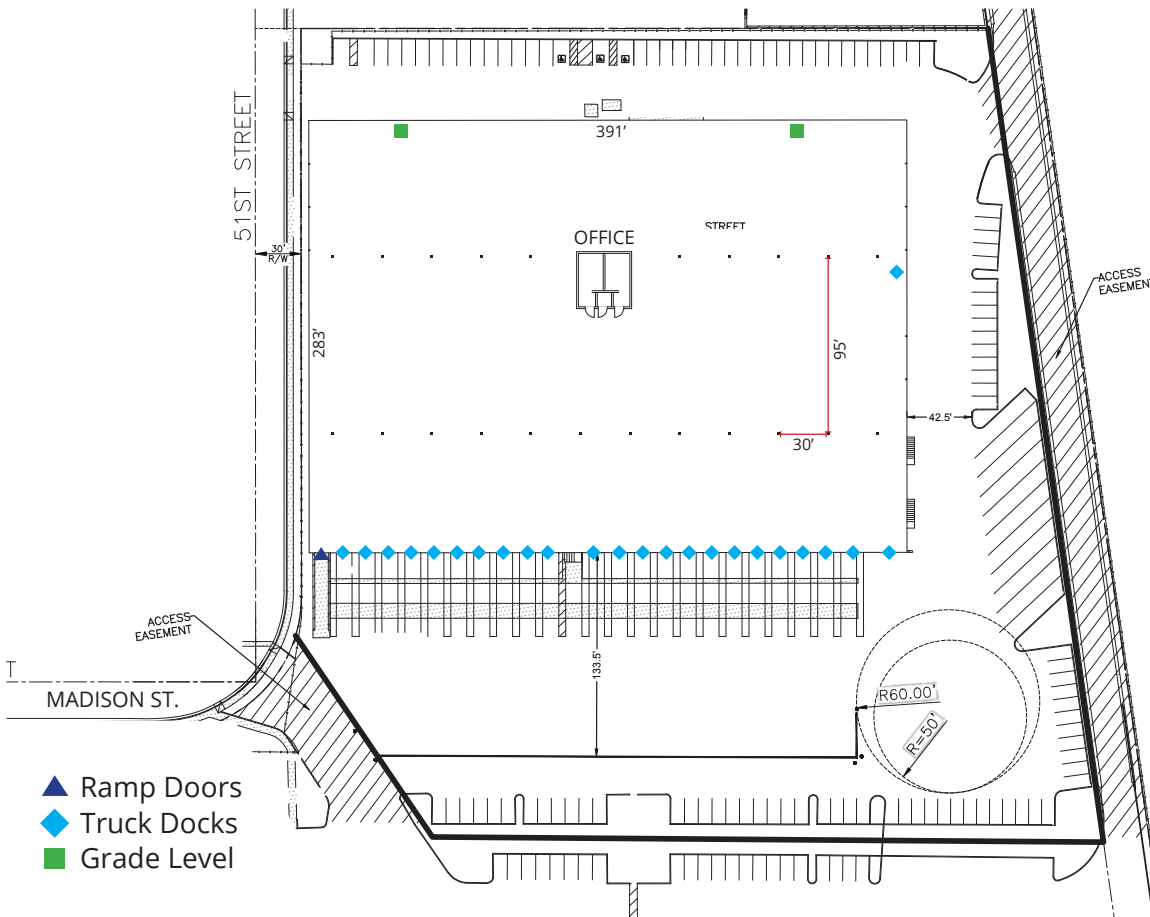 391'
51ST STREET
STREET
OFFICE
30'
R/W
ACCESS
EASEMENT
283'
95'
42.5'
30'
ACCESS
EASEMENT
133.5'
T
MADISON ST.
R60.00'
R=50'
Ramp Doors
Truck Docks
Grade Level